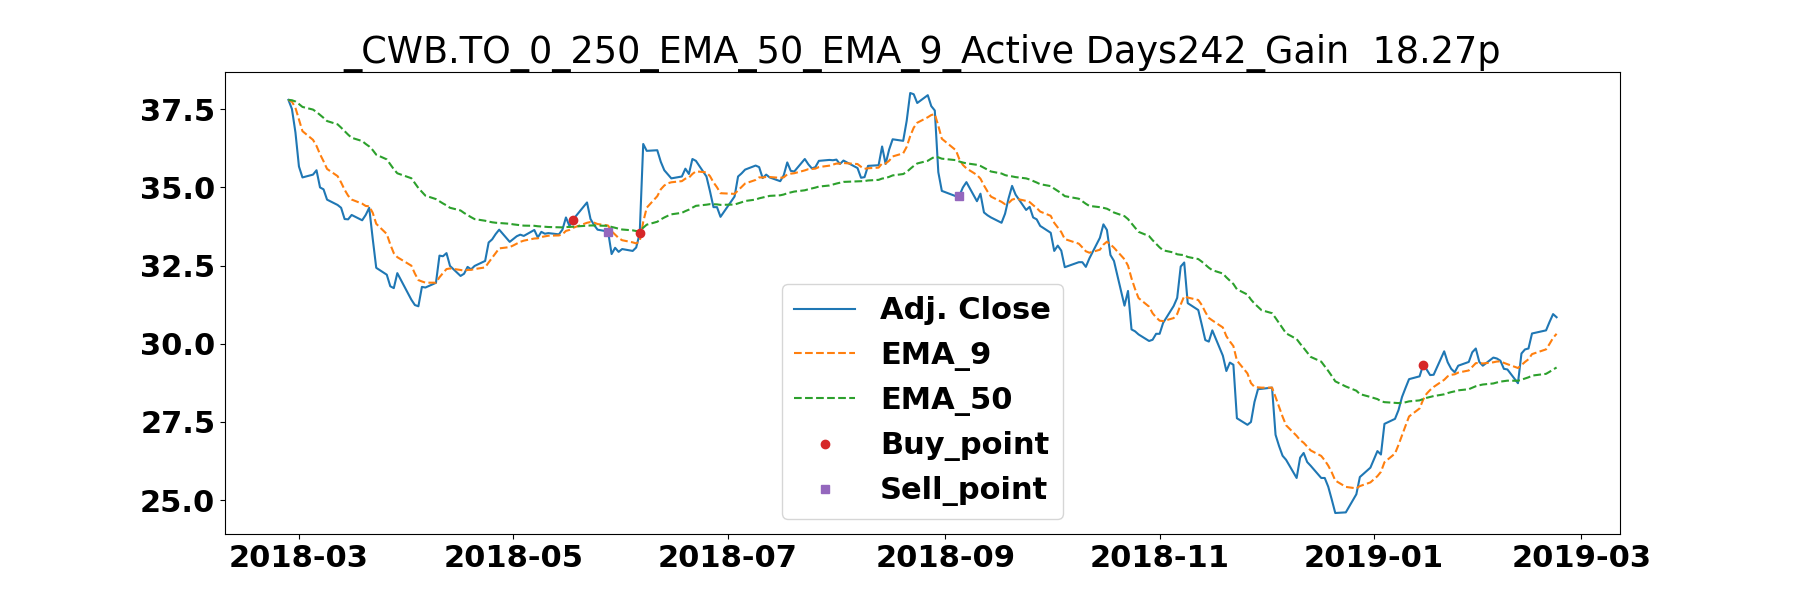 _CWB.TO_0_250_EMA_50_EMA_9_Active Days242_Gain  18.27p
37.5
35.0
32.5
30.0
27.5
25.0
Adj. Close
EMA_9
EMA_50
Buy_point
Sell_point
2018-03 2018-05 2018-07 2018-09 2018-11 2019-01 2019-03